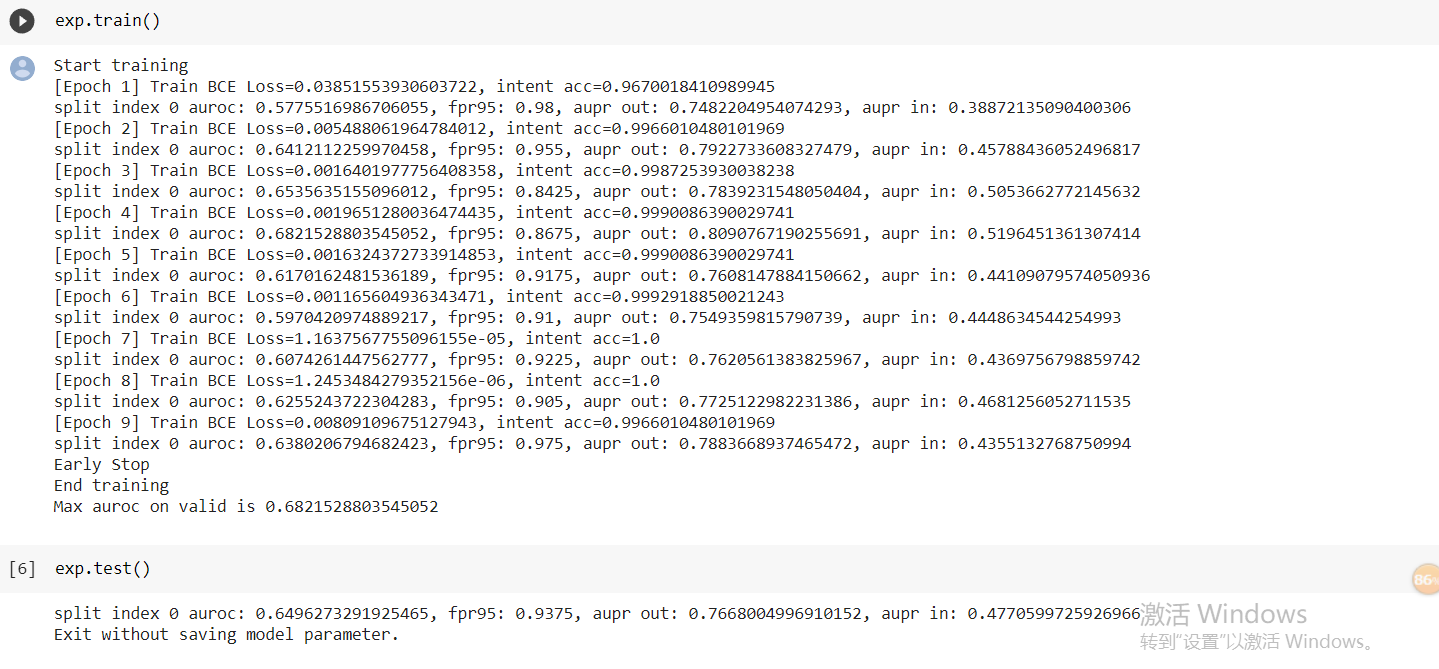 exp.train()
Start training
[Epoch 1] Train BCE Loss=0.03851553930603722, intent acc=0.9670018410989945
split index 0 auroc: 0.5775516986706055, fpr95: 0.98, aupr out: 0.7482204954074293, aupr in: 0.38872135090400306
[Epoch 2] Train BCE Loss=0.005488061964784012, intent acc=0.9966010480101969
split index 0 auroc: 0.6412112259970458, fpr95: 0.955, aupr out: 0.7922733608327479, aupr in: 0.45788436052496817
[Epoch 3] Train BCE Loss=0.0016401977756408358, intent acc=0.9987253930038238
split index 0 auroc: 0.6535635155096012, fpr95: 0.8425, aupr out: 0.7839231548050404, aupr in: 0.5053662772145632
[Epoch 4] Train BCE Loss=0.0019651280036474435, intent acc=0.9990086390029741
split index 0 auroc: 0.6821528803545052, fpr95: 0.8675, aupr out: 0.8090767190255691, aupr in: 0.5196451361307414
[Epoch 5] Train BCE Loss=0.0016324372733914853, intent acc=0.9990086390029741
split index 0 auroc: 0.6170162481536189, fpr95: 0.9175, aupr out: 0.7608147884150662, aupr in: 0.44109079574050936
[Epoch 6] Train BCE Loss=0.001165604936343471, intent acc=0.9992918850021243
split index 0 auroc: 0.5970420974889217, fpr95: 0.91, aupr out: 0.7549359815790739, aupr in: 0.4448634544254993
[Epoch 7] Train BCE Loss=1.1637567755096155e-05, intent acc=1.0
split index 0 auroc: 0.6074261447562777, fpr95: 0.9225, aupr out: 0.7620561383825967, aupr in: 0.4369756798859742
[Epoch 8] Train BCE Loss=1.2453484279352156e-06, intent acc=1.0
split index 0 auroc: 0.6255243722304283, fpr95: 0.905, aupr out: 0.7725122982231386, aupr in: 0.4681256052711535
[Epoch 9] Train BCE Loss=0.00809109675127943, intent acc=0.9966010480101969
split index 0 auroc: 0.6380206794682423, fpr95: 0.975, aupr out: 0.7883668937465472, aupr in: 0.4355132768750994
Early Stop
End training
Max auroc on valid is 0.6821528803545052
[6] exp.test()
86%
split index 0 auroc: 0.6496273291925465, fpr95: 0.9375, aupr out: 0.7668004996910152, aupr in: 0.4770599725926966
Exit without saving model parameter.
激活 Windows
转到"设置"以激活 Windows。